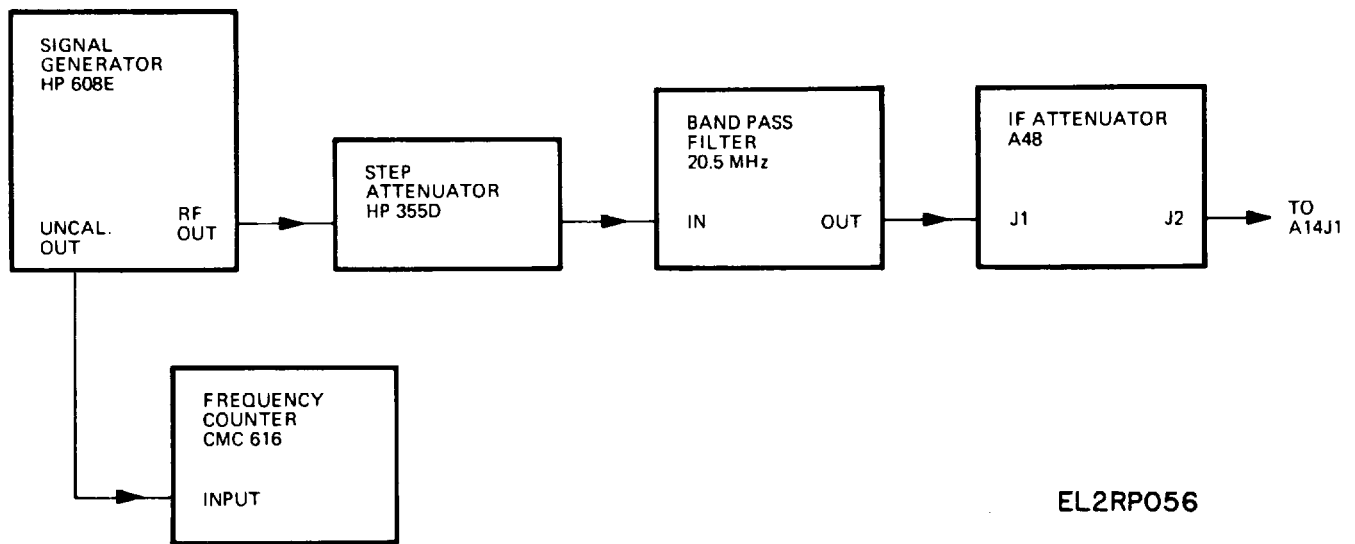 SIGNAL
GENERATOR
HP 608E
UNCAL.
OUT
RF
OUT
STEP
ATTENUATOR
HP 355D
BAND PASS
FILTER
20.5 MHz
IN
OUT
IF ATTENUATOR
A48
J1
J2
TO
A14J1
FREQUENCY
COUNTER
CMC 616
INPUT
EL2RP056